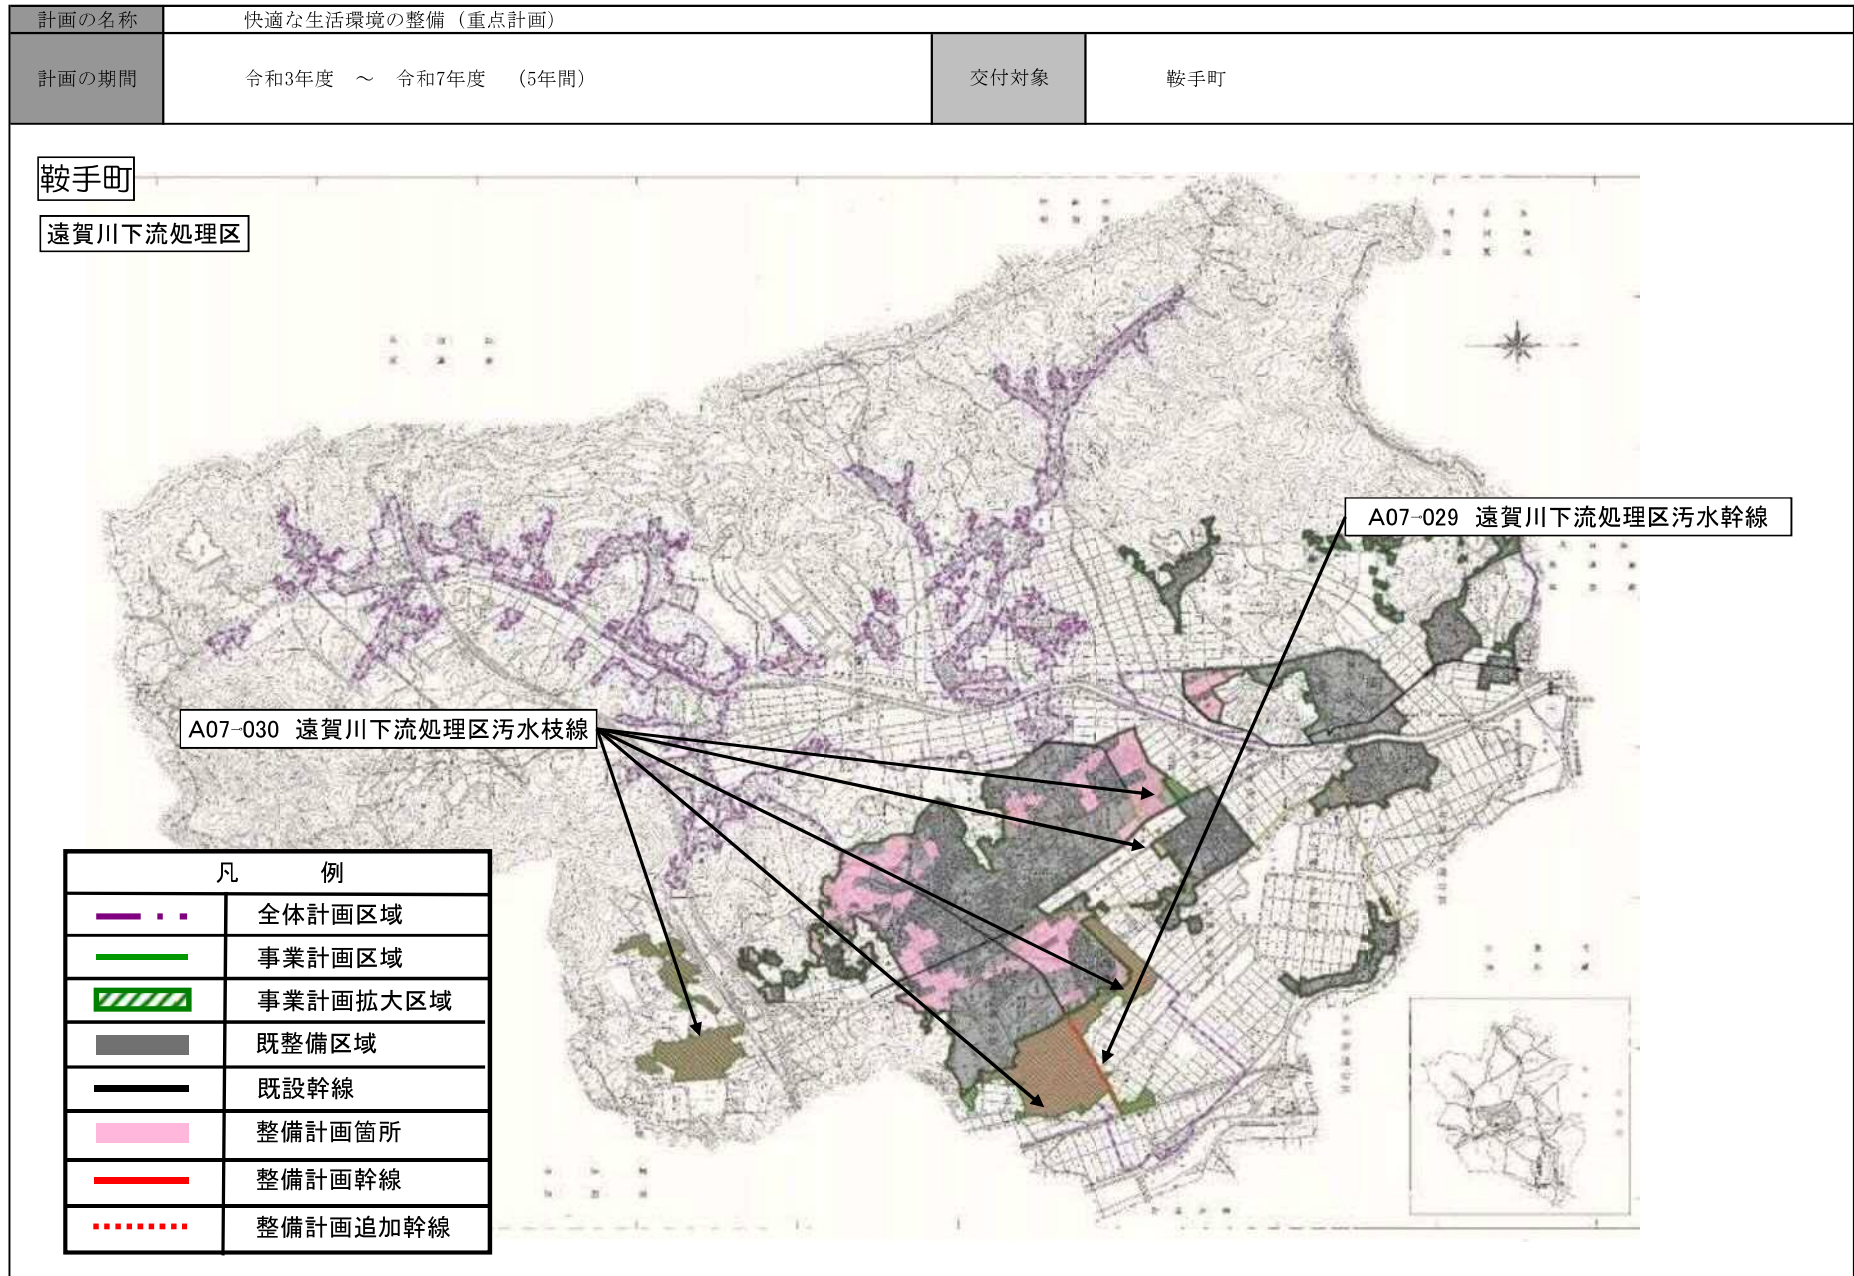 計画の名称 快適な生活環境の整備（重点計画）
計画の期間 令和3年度 ～ 令和7年度 （5年間） 交付対象 鞍手町
鞍手町
遠賀川下流処理区
A07-029 遠賀川下流処理区汚水幹線
A07-030 遠賀川下流処理区汚水枝線
凡 例
全体計画区域
事業計画区域
事業計画拡大区域
既整備区域
既設幹線
整備計画箇所
整備計画幹線
整備計画追加幹線